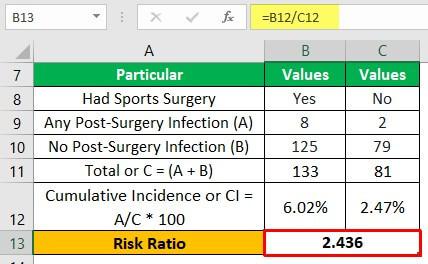 B13 fx =B12/C12
A B C
7 Particular Values Values
8 Had Sports Surgery Yes No
9 Any Post-Surgery Infection (A) 8 2
10 No Post-Surgery Infection (B) 125 79
11 Total or C = (A + B) 133 81
Cumulative Incidence or CI =
12 A/C * 100 6.02% 2.47%
13 Risk Ratio 2.436